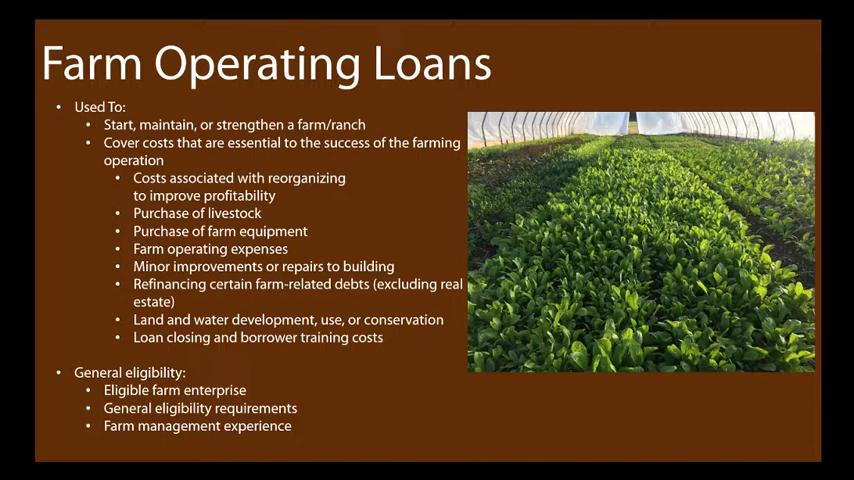 Farm Operating Loans
• Used To:
• Start, maintain, or strengthen a farm/ranch
• Cover costs that are essential to the success of the farming
operation
• Costs associated with reorganizing
to improve profitability
• Purchase of livestock
• Purchase of farm equipment
• Farm operating expenses
• Minor improvements or repairs to building
• Refinancing certain farm-related debts (excluding real
estate)
• Land and water development, use, or conservation
• Loan closing and borrower training costs
• General eligibility:
• Eligible farm enterprise
• General eligibility requirements
• Farm management experience